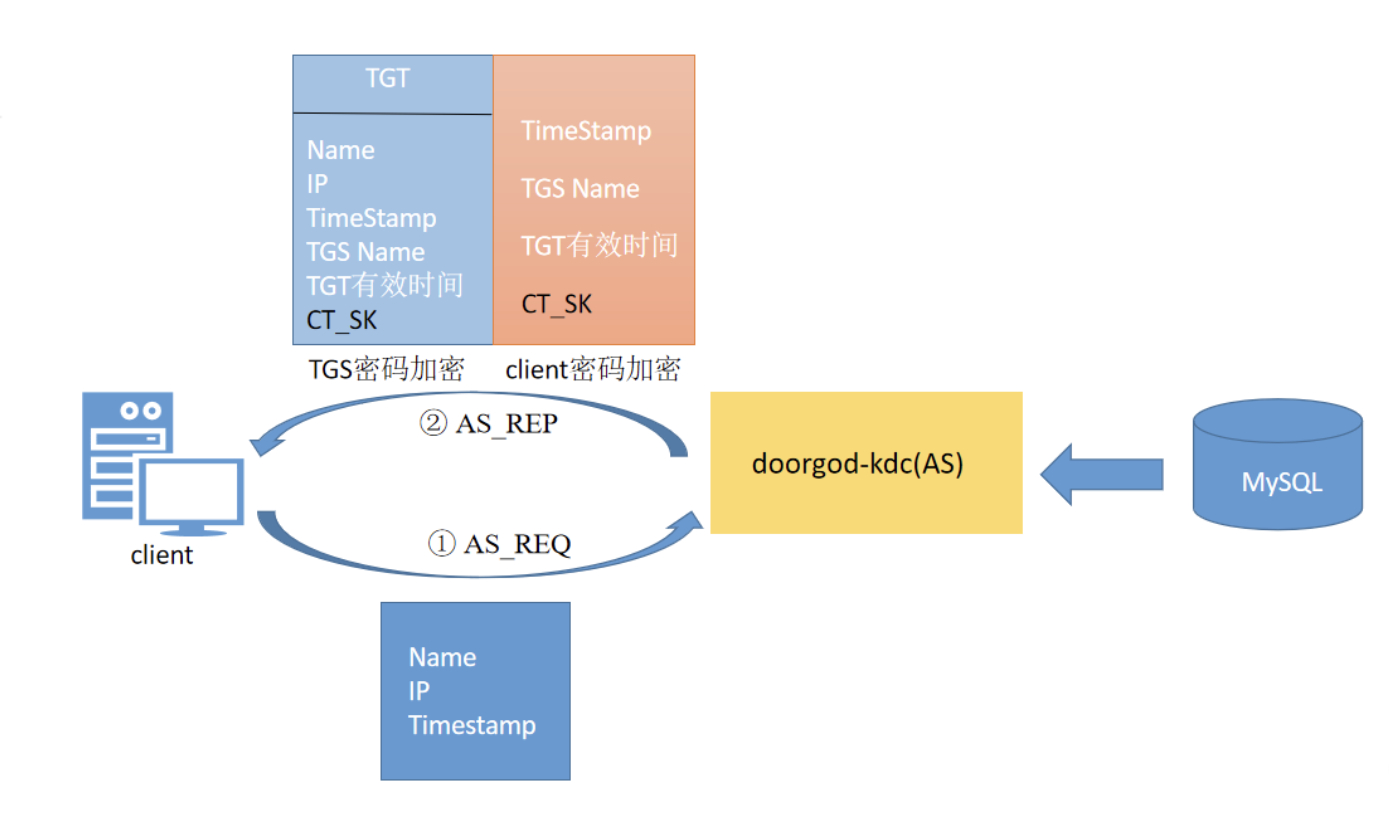 TGT
Name
IP
TimeStamp
TGS Name
TGT有效时间
CT_SK
TimeStamp
TGS Name
TGT有效时间
CT_SK
TGS密码加密
client密码加密
② AS_REP
doorgod-kdc(AS)
MySQL
① AS_REQ
client
Name
IP
Timestamp